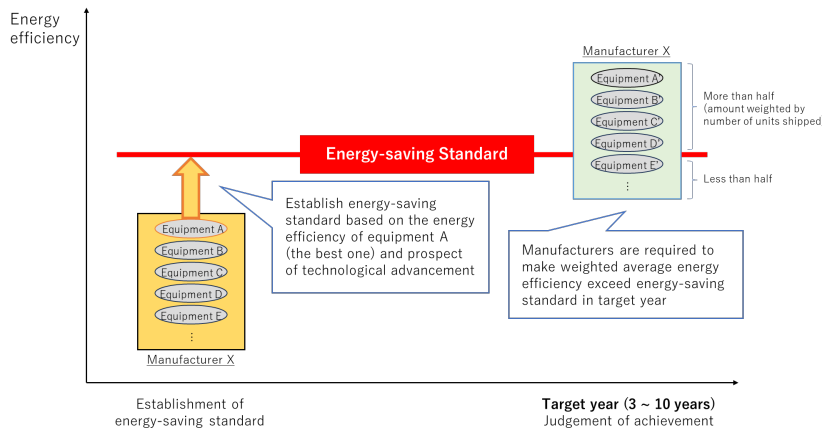 Energy
efficiency
Manufacturer X
Equipment A’
Equipment B’
Equipment C’
Equipment D’
Equipment E’
⋮
More than half
(amount weighted by
number of units shipped
Less than half
Energy-saving Standard
Establish energy-saving
standard based on the energy
efficiency of equipment A
(the best one) and prospect
of technological advancement
Manufacturers are required to
make weighted average energy
efficiency exceed energy-saving
standard in target year
Equipment A
Equipment B
Equipment C
Equipment D
Equipment E
⋮
Manufacturer X
Establishment of
energy-saving standard
Target year (3 ~ 10 years)
Judgement of achievement